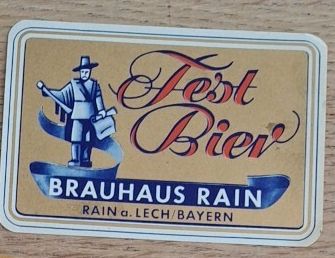 Fest
Bier
BRAUHAUS RAIN
RAIN a. LECH/BAYERN